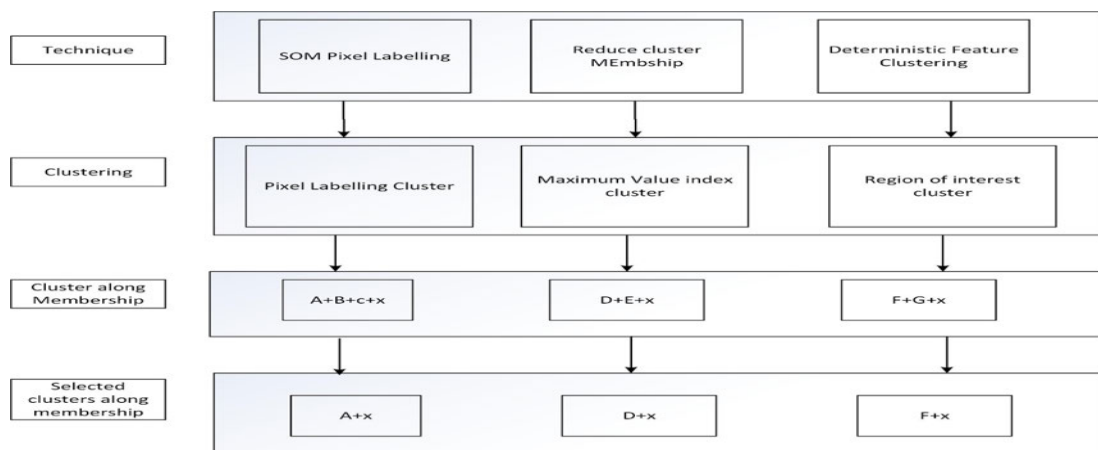 Technique
SOM Pixel Labelling
Reduce cluster
MEmbship
Deterministic Feature
Clustering
Clustering
Pixel Labelling Cluster
Maximum Value index
cluster
Region of interest
cluster
Cluster along
Membership
A+B+c+x
D+E+x
F+G+x
Selected
clusters along
membership
A+x
D+x
F+x